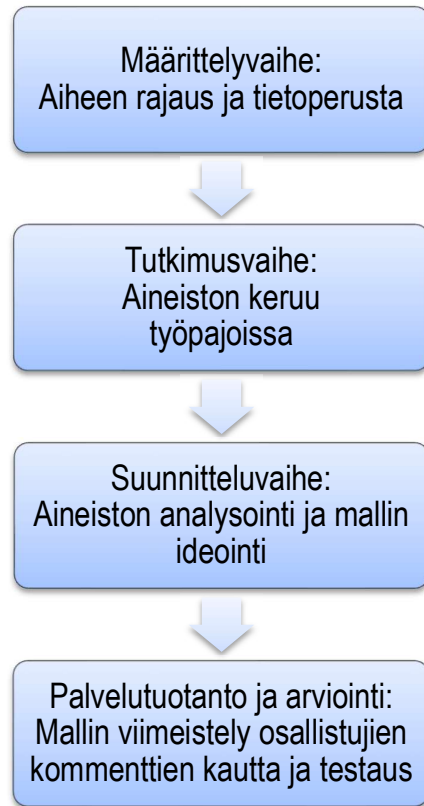 Määrittelyvaihe:
Aiheen rajaus ja tietoperusta
Tutkimusvaihe:
Aineiston keruu
työpajoissa
Suunnitteluvaihe:
Aineiston analysointi ja mallin
ideointi
Palvelutuotanto ja arviointi:
Mallin viimeistely osallistujien
kommenttien kautta ja testaus